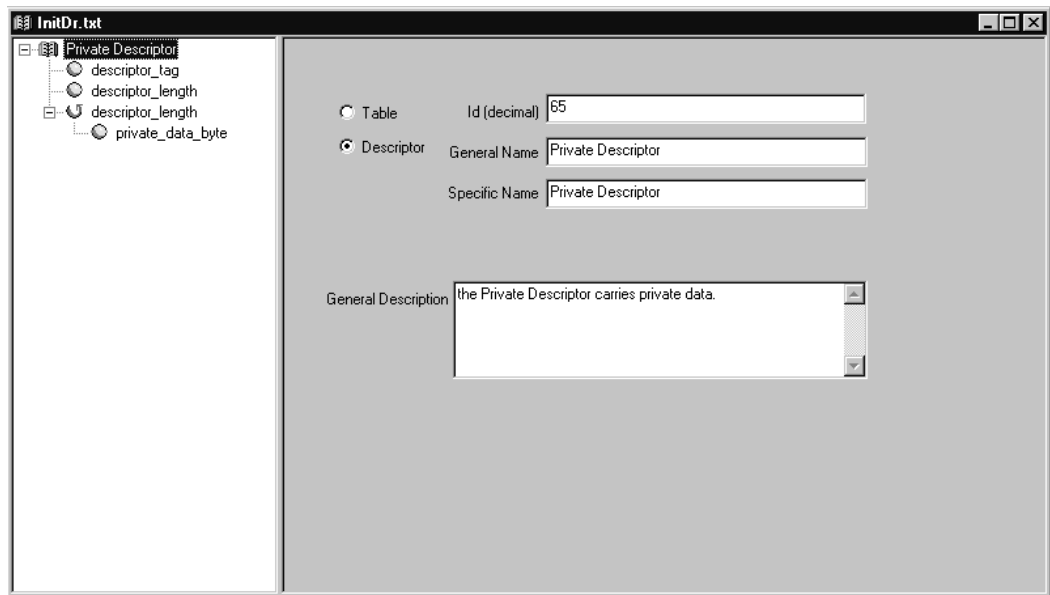 InitDr.txt
Private Descriptor
descriptor_tag
descriptor_length
descriptor_length
private_data_byte
Table
Id (decimal) 65
Descriptor
General Name Private Descriptor
Specific Name Private Descriptor
General Description the Private Descriptor carries private data.